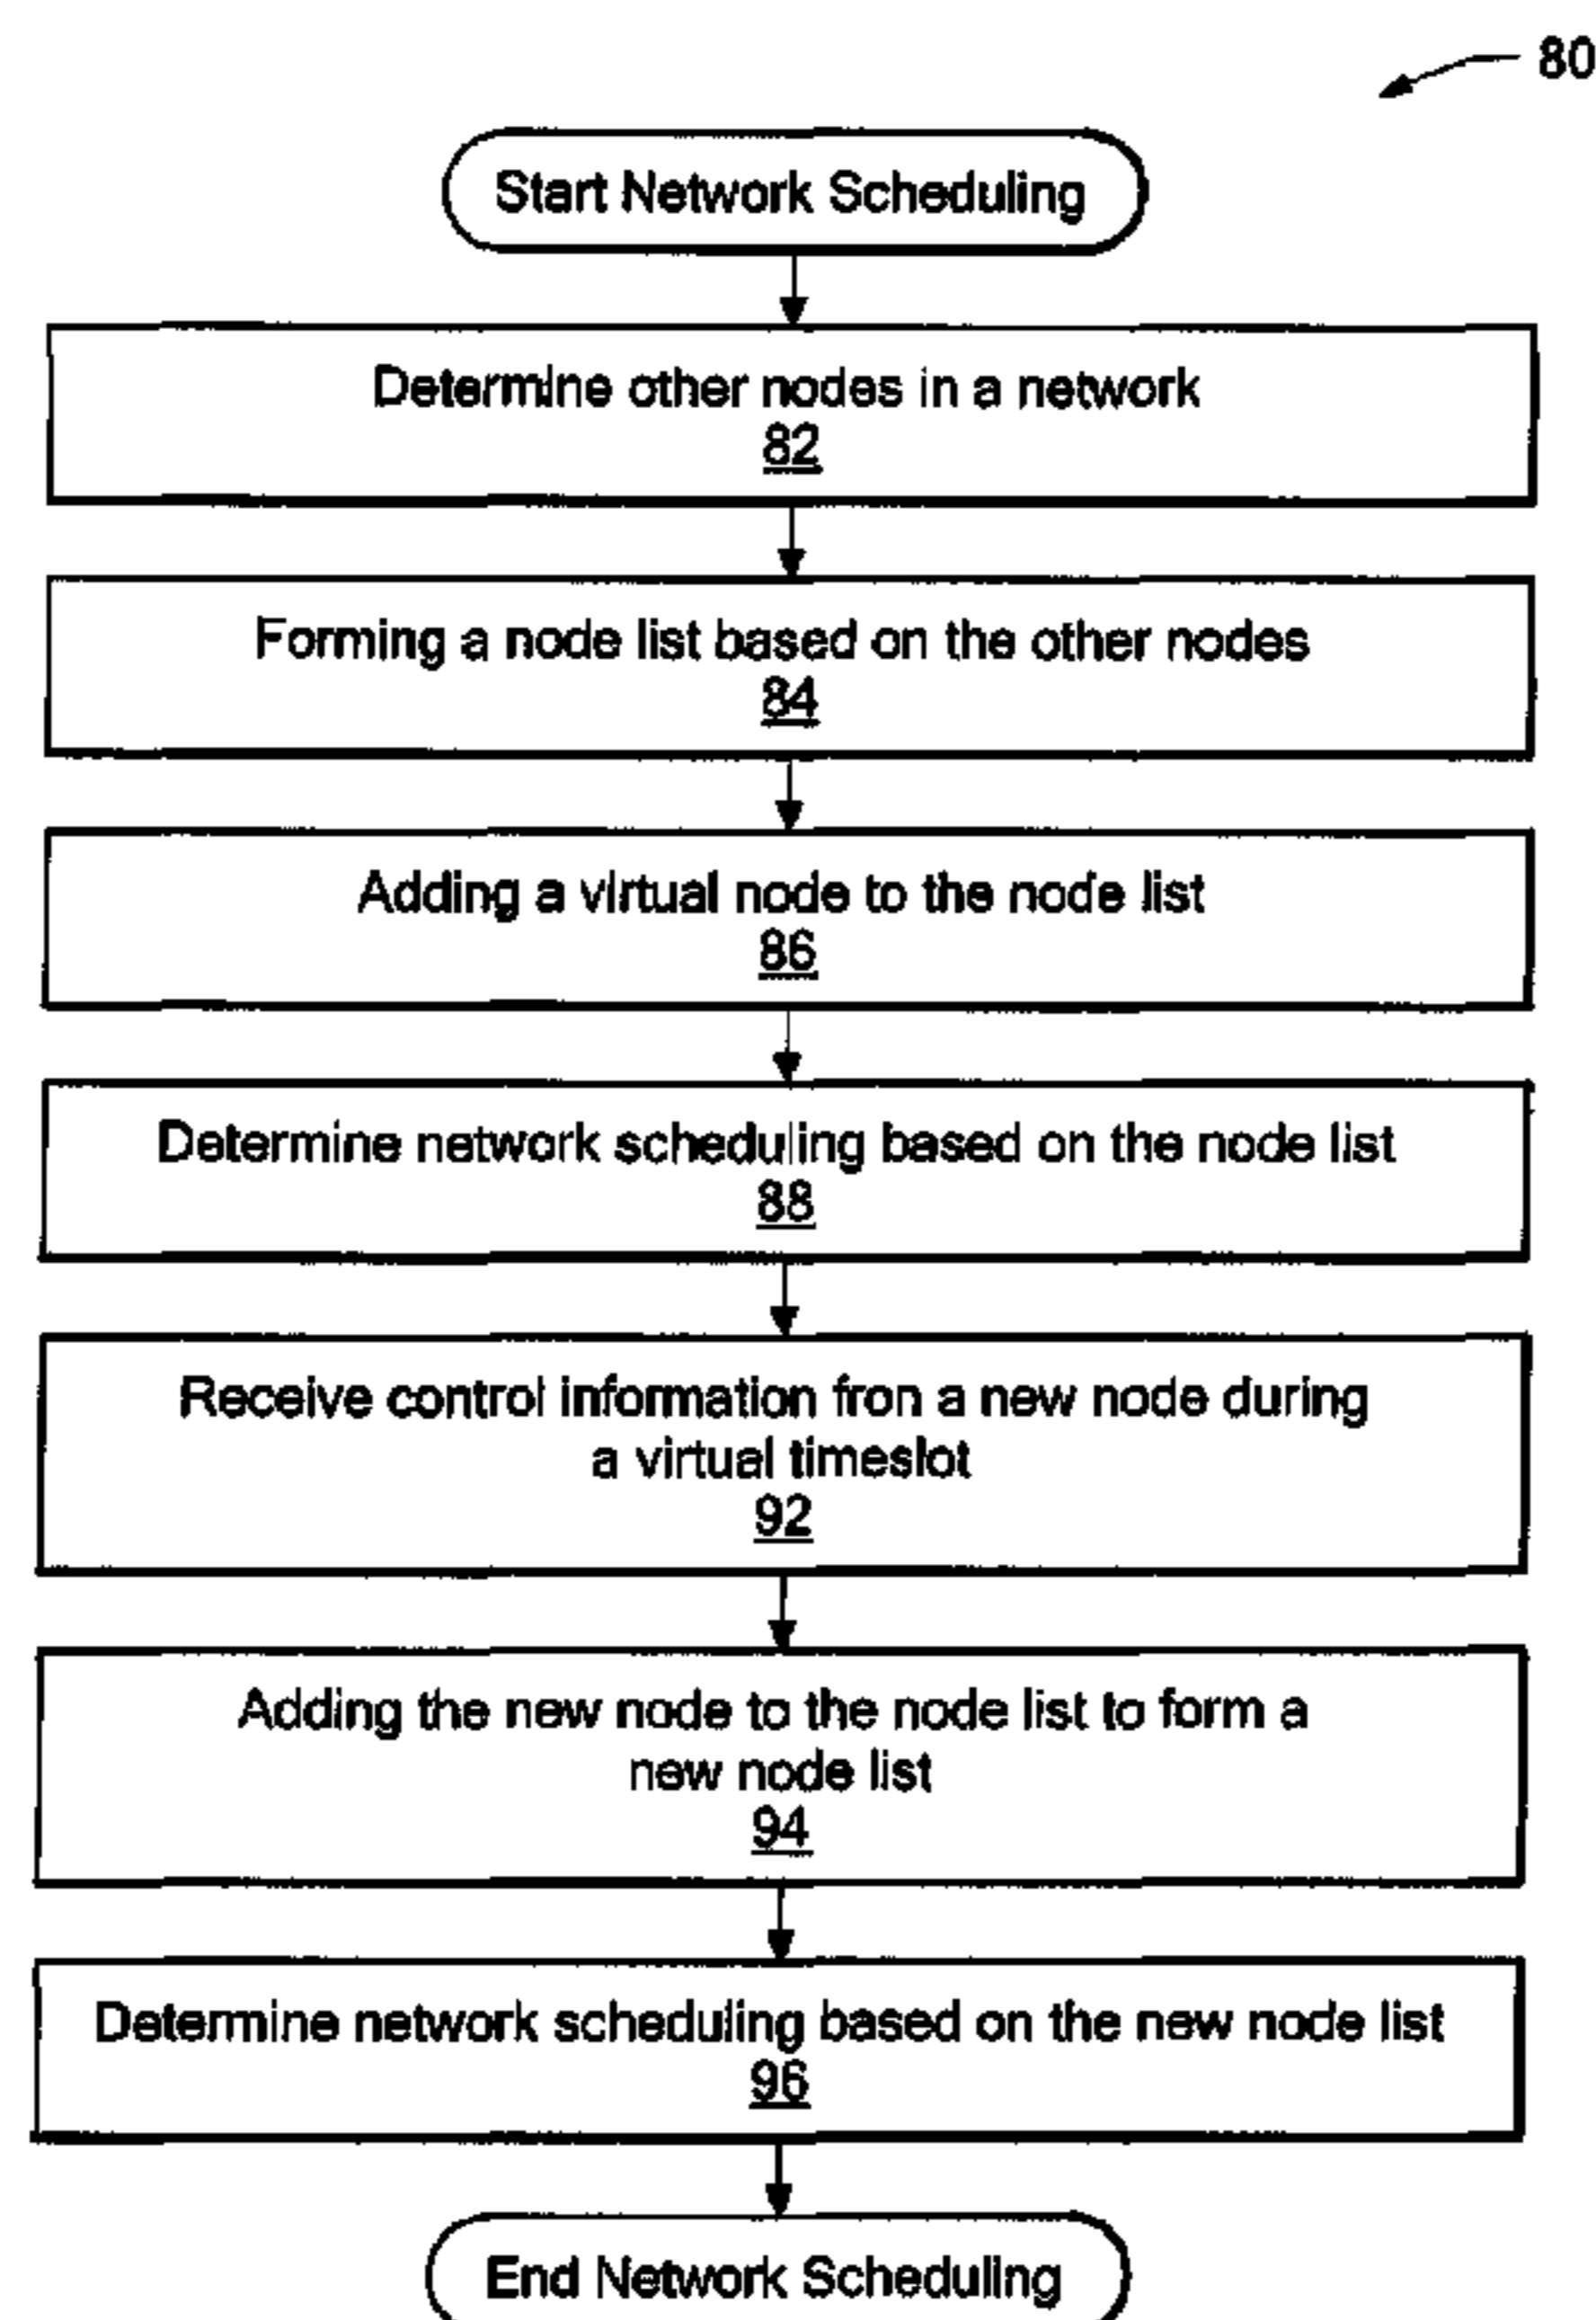 80
Start Network Scheduling
Determine other nodes in a network
82
Forming a node list based on the other nodes
84
Adding a virtual node to the node list
86
Determine network scheduling based on the node list
88
Receive control information fron a new node during
a virtual timeslot
92
Adding the new node to the node list to form a
new node list
94
Determine network scheduling based on the new node list
96
End Network Scheduling